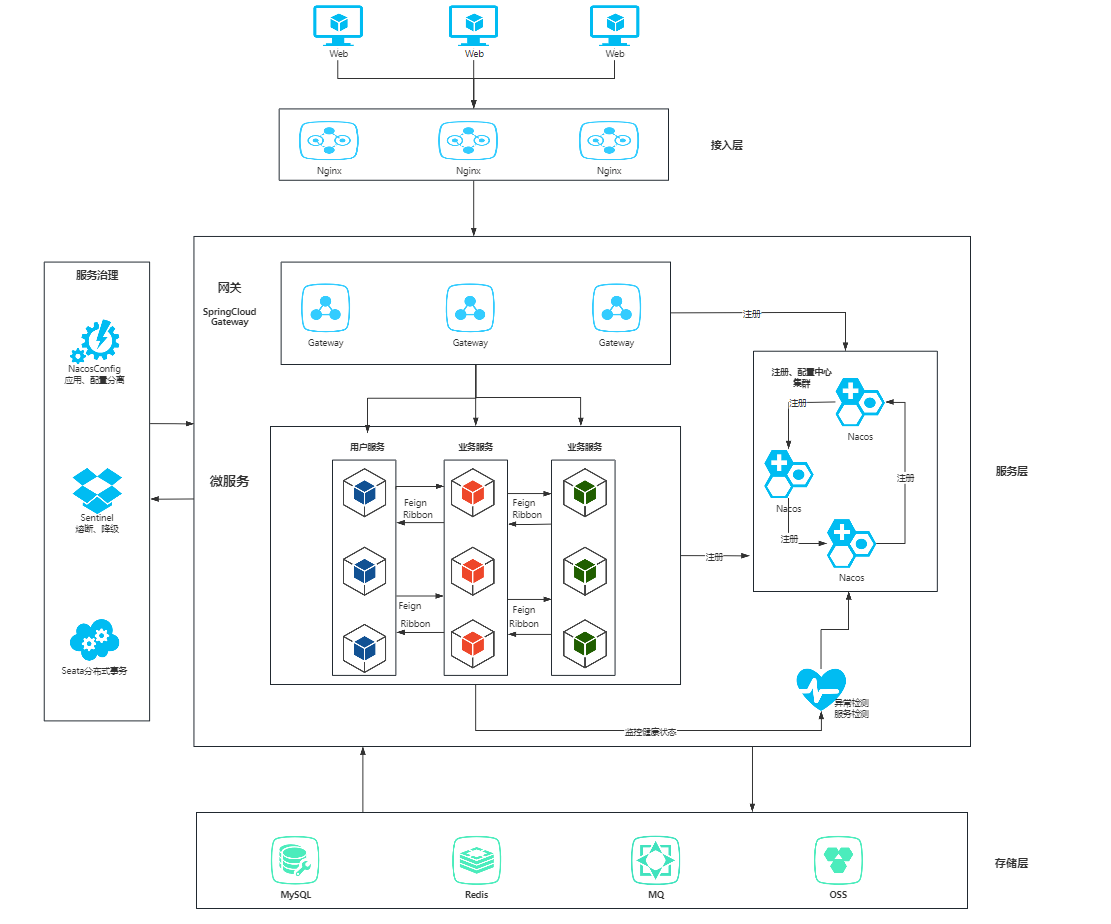 Web
Web
Web
Nginx
Nginx
Nginx
接入层
服务治理
NacosConfig
应用、配置分离
Sentinel
熔断、降级
Seata分布式事务
网关
SpringCloud
Gateway
Gateway
Gateway
Gateway
注册
注册、配置中心
集群
注册
Nacos
Nacos
注册
注册
Nacos
服务层
微服务
用户服务
业务服务
业务服务
Feign
Ribbon
Feign
Ribbon
Feign
Ribbon
Feign
Ribbon
注册
异常检测
服务检测
监控健康状态
MySQL
Redis
MQ
OSS
存储层